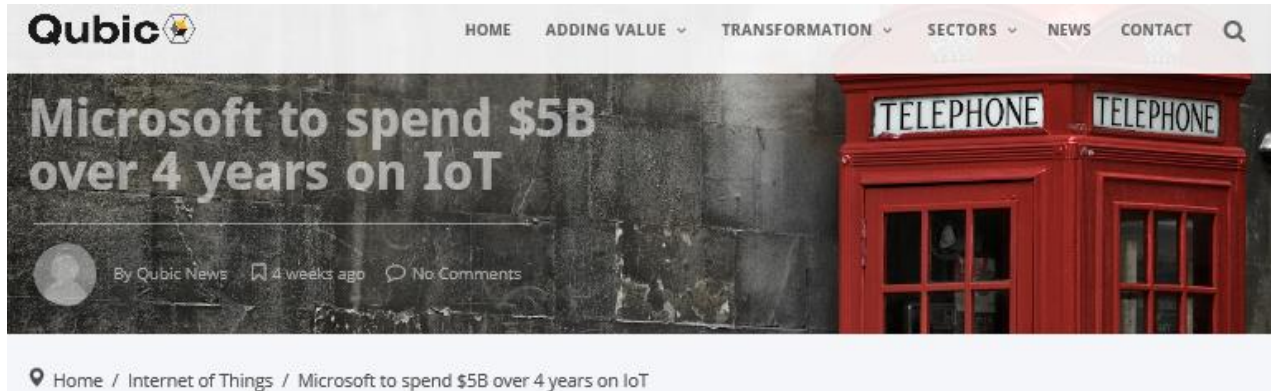 Qubic
HOME ADDING VALUE TRANSFORMATION SECTORS NEWS CONTACT
Microsoft to spend $5B
over 4 years on IoT
TELEPHONE TELEPHONE
By Qubic News 4 weeks ago No Comments
Home / Internet of Things / Microsoft to spend $5B over 4 years on IoT